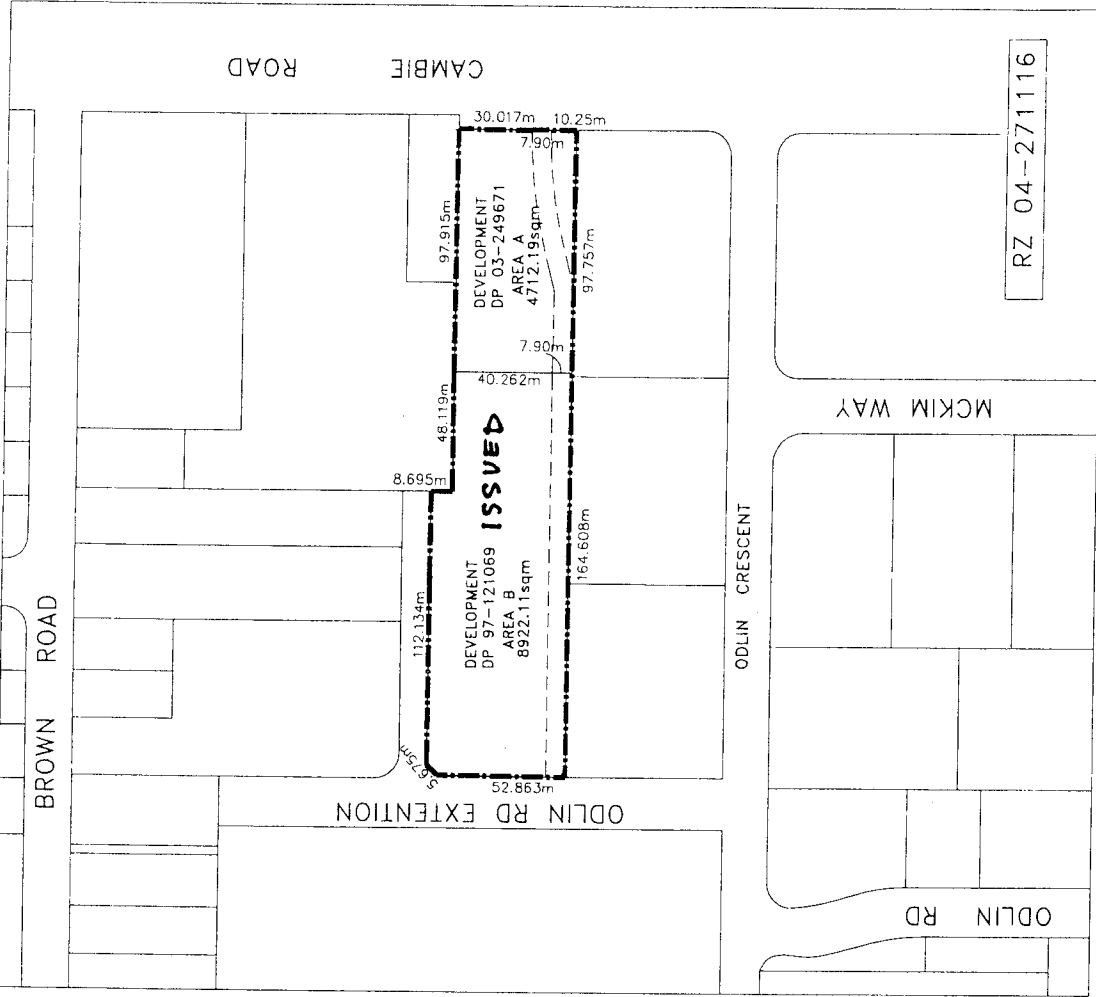 CAMBIE ROAD
30.017m 10.25m
7.90m
97.915m
DEVELOPMENT
DP 03-249671
AREA A
4712.19sqm
97.757m
RZ 04-271116
7.90m
40.262m
48.119m
MCKIM WAY
8.695m
ISSUED
DEVELOPMENT
DP 97-121069
AREA B
8922.11sqm
164.608m
112.134m
ODLIN CRESCENT
BROWN ROAD
5.675m
52.863m
ODLIN RD EXTENTION
ODLIN RD